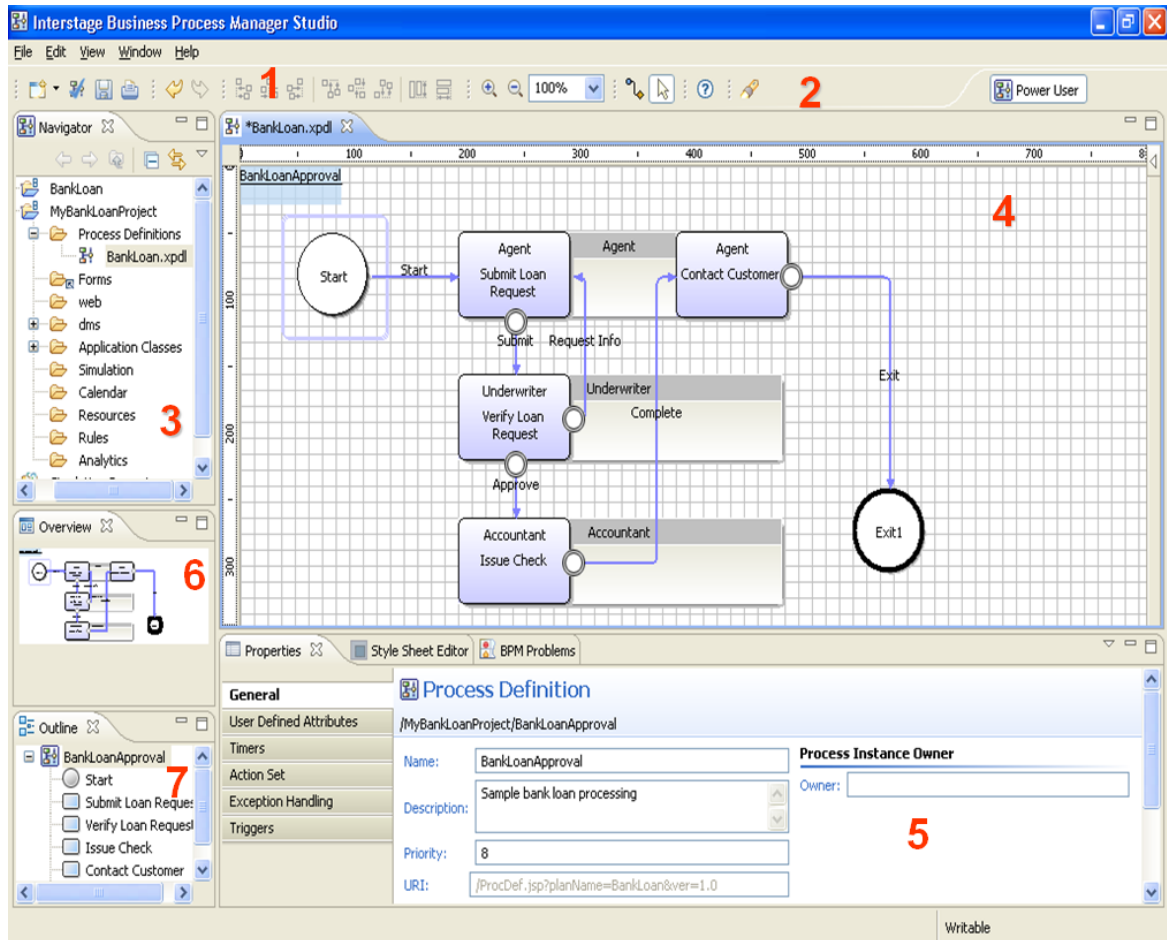 Interstage Business Process Manager Studio
File Edit View Window Help
1
100%
2
Power User
Navigator
BankLoan
MyBankLoanProject
Process Definitions
BankLoan.xpdl
Forms
web
dms
Application Classes
Simulation
Calendar
Resources
Rules
Analytics
3
*BankLoan.xpdl
0 100 200 300 400 500 600 700 8
0
100
200
300
BankLoanApproval
4
Start
Start
Agent
Submit Loan
Request
Agent
Agent
Contact Customer
Submit
Request Info
Underwriter
Verify Loan
Request
Underwriter
Complete
Exit
Approve
Accountant
Issue Check
Accountant
Exit1
Overview
6
Outline
BankLoanApproval
7
Start
Submit Loan Reques
Verify Loan Request
Issue Check
Contact Customer
Properties
Style Sheet Editor
BPM Problems
General
User Defined Attributes
Timers
Action Set
Exception Handling
Triggers
Process Definition
/MyBankLoanProject/BankLoanApproval
Name: BankLoanApproval
Description: Sample bank loan processing
Priority: 8
URI: /ProcDef.jsp?planName=BankLoan&ver=1.0
Process Instance Owner
Owner:
5
Writable